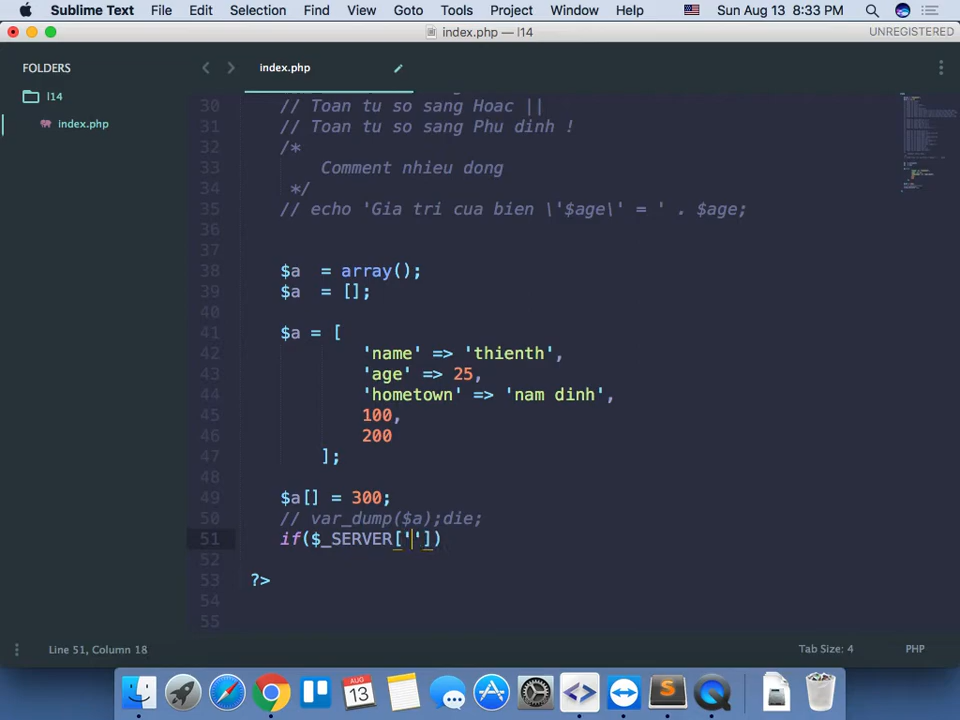 Sublime Text File Edit Selection Find View Goto Tools Project Window Help Sun Aug 13 8:33 PM
index.php — l14 UNREGISTERED
FOLDERS
l14
index.php
index.php
30 // Toan tu so sang Hoac ||
31 // Toan tu so sang Phu dinh !
32 /*
33 Comment nhieu dong
34 */
35 // echo 'Gia tri cua bien \'$age\' = ' . $age;
36
37
38 $a = array();
39 $a = [];
40
41 $a = [
42 'name' => 'thienth',
43 'age' => 25,
44 'hometown' => 'nam dinh',
45 100,
46 200
47 ];
48
49 $a[] = 300;
50 // var_dump($a);die;
51 if($_SERVER[''])
52
53 ?>
54
55
Line 51, Column 18 Tab Size: 4 PHP
AUG
13